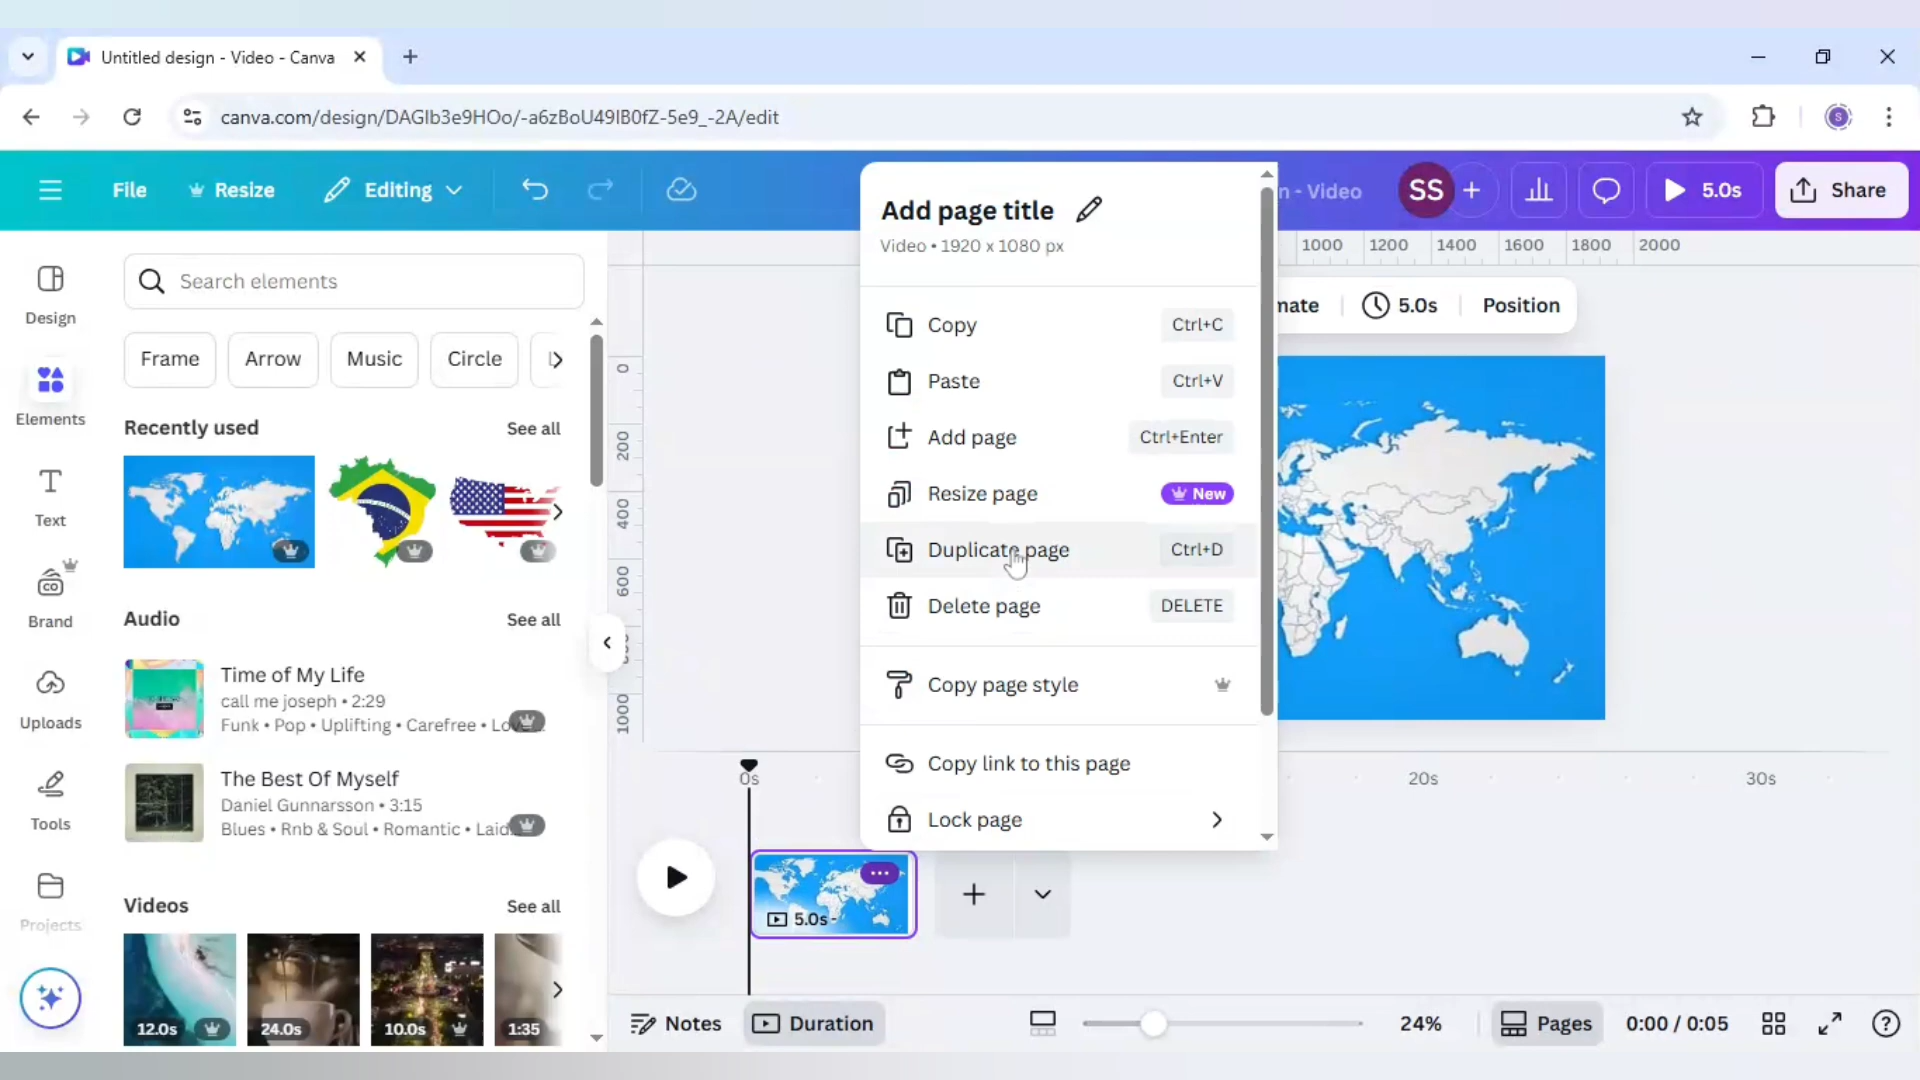 Untitled design - Video - Canva
canva.com/design/DAGIb3e9HOo/-a6zBoU49IB0fZ-5e9_-2A/edit
File
Resize
Editing
n - Video
SS
5.0s
Share
Design
Elements
Text
Brand
Uploads
Tools
Projects
Search elements
Frame
Arrow
Music
Circle
Recently used
See all
Audio
See all
Time of My Life
call me joseph • 2:29
Funk • Pop • Uplifting • Carefree • Lo
The Best Of Myself
Daniel Gunnarsson • 3:15
Blues • Rnb & Soul • Romantic • Laid
Videos
See all
12.0s
24.0s
10.0s
1:35
Add page title
Video • 1920 x 1080 px
Copy
Ctrl+C
Paste
Ctrl+V
Add page
Ctrl+Enter
Resize page
New
Duplicate page
Ctrl+D
Delete page
DELETE
Copy page style
Copy link to this page
Lock page
1000
1200
1400
1600
1800
2000
mate
5.0s
Position
0
200
400
600
1000
0s
20s
30s
5.0s
Notes
Duration
24%
Pages
0:00 / 0:05